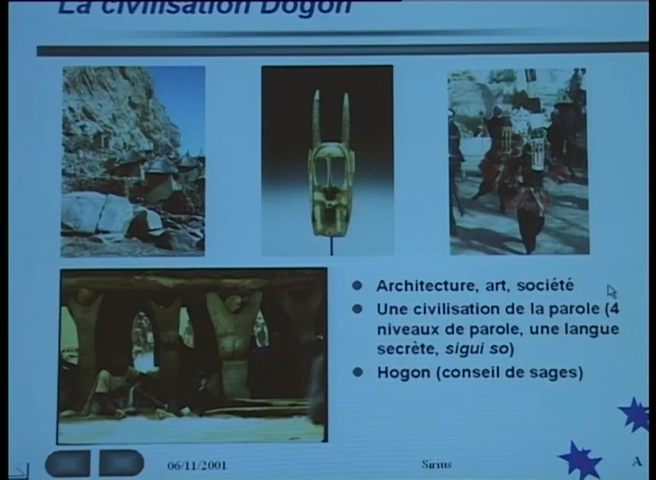 La civilisation Dogon
Architecture, art, société
Une civilisation de la parole (4
niveaux de parole, une langue
secrète, sigui so)
Hogon (conseil de sages)
06/11/2001
Sirius
A